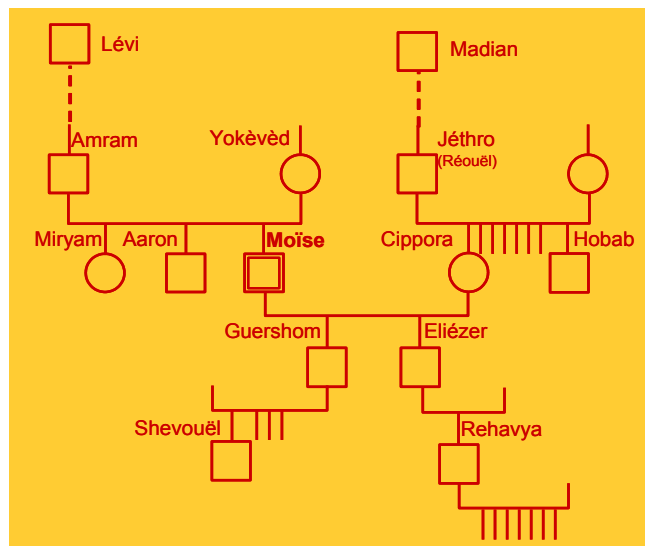 Lévi
Madian
Amram
Yokèvèd
Jéthro
(Réouël)
Miryam
Aaron
Moïse
Cippora
Hobab
Guershom
Eliézer
Shevouël
Rehavya